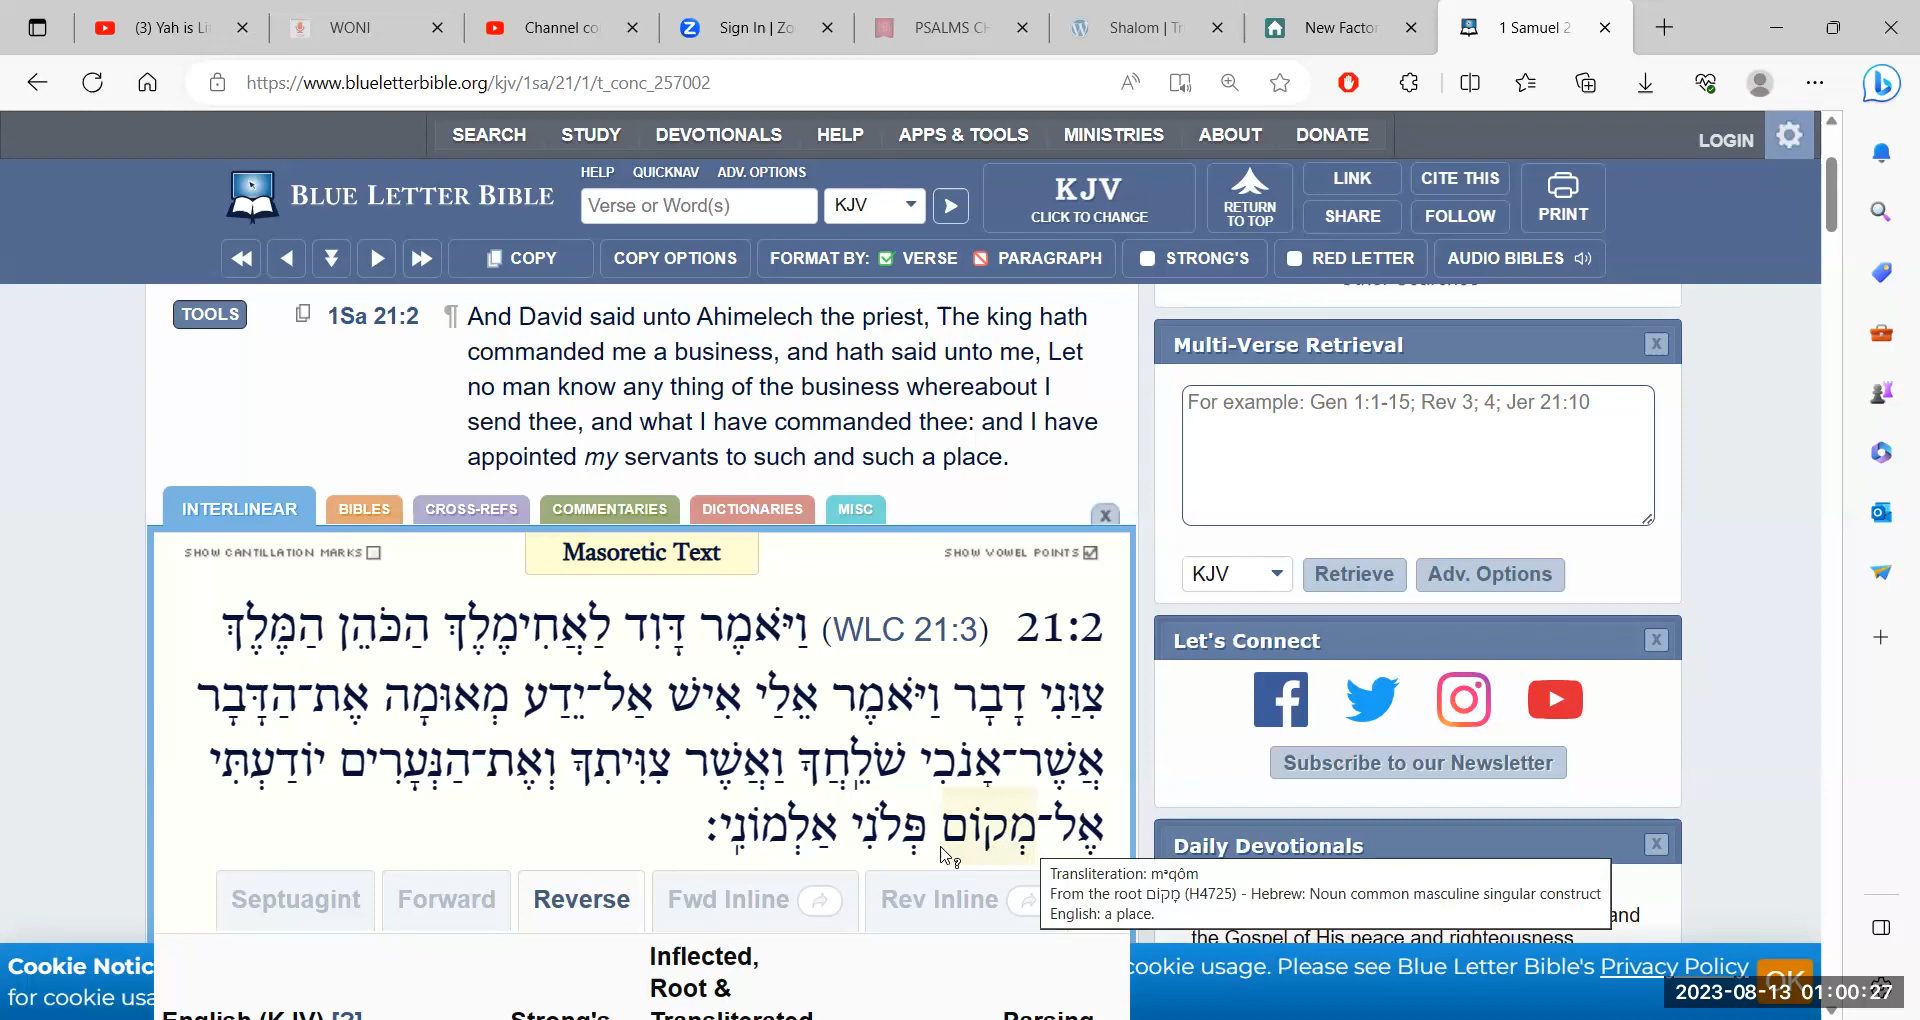 (3) Yah is Li
WONI
Channel co
Sign In | Zo
PSALMS CH
Shalom | Tr
New Factor
1 Samuel 2
https://www.blueletterbible.org/kjv/1sa/21/1/t_conc_257002
SEARCH STUDY DEVOTIONALS HELP APPS & TOOLS MINISTRIES ABOUT DONATE
LOGIN
BLUE LETTER BIBLE
HELP QUICKNAV ADV. OPTIONS
Verse or Word(s) KJV
KJV
CLICK TO CHANGE
RETURN
TO TOP
LINK CITE THIS
SHARE FOLLOW
PRINT
COPY COPY OPTIONS FORMAT BY: VERSE PARAGRAPH STRONG'S RED LETTER AUDIO BIBLES
TOOLS
1Sa 21:2 ¶ And David said unto Ahimelech the priest, The king hath
commanded me a business, and hath said unto me, Let
no man know any thing of the business whereabout I
send thee, and what I have commanded thee: and I have
appointed my servants to such and such a place.
INTERLINEAR BIBLES CROSS-REFS COMMENTARIES DICTIONARIES MISC X
SHOW CANTILLATION MARKS Masoretic Text SHOW VOWEL POINTS
21:2 (WLC 21:3) וַיֹּאמֶר דָּוִד לַאֲחִימֶלֶךְ הַכֹּהֵן הַמֶּלֶךְ
צִוַּנִי דָבָר וַיֹּאמֶר אֵלַי אִישׁ אַל־יֵדַע מְאוּמָה אֶת־הַדָּבָר
אֲשֶׁר־אָנֹכִי שֹׁלֵחֲךָ וַאֲשֶׁר צִוִּיתִךָ וְאֶת־הַנְּעָרִים יוֹדַעְתִּי
אֶל־מְקוֹם פְּלֹנִי אַלְמוֹנִי׃
Septuagint Forward Reverse Fwd Inline Rev Inline
Transliteration: mᵊqôm
From the root מָקוֹם (H4725) - Hebrew: Noun common masculine singular construct
English: a place.
Inflected,
Root &
Transliterated
English (KJV) [?] Strong's Parsing
Multi-Verse Retrieval X
For example: Gen 1:1-15; Rev 3; 4; Jer 21:10
KJV Retrieve Adv. Options
Let's Connect X
Subscribe to our Newsletter
Daily Devotionals X
and
the Gospel of His peace and righteousness
Cookie Notic
for cookie usa
cookie usage. Please see Blue Letter Bible's Privacy Policy
OK
2023-08-13 01:00:27